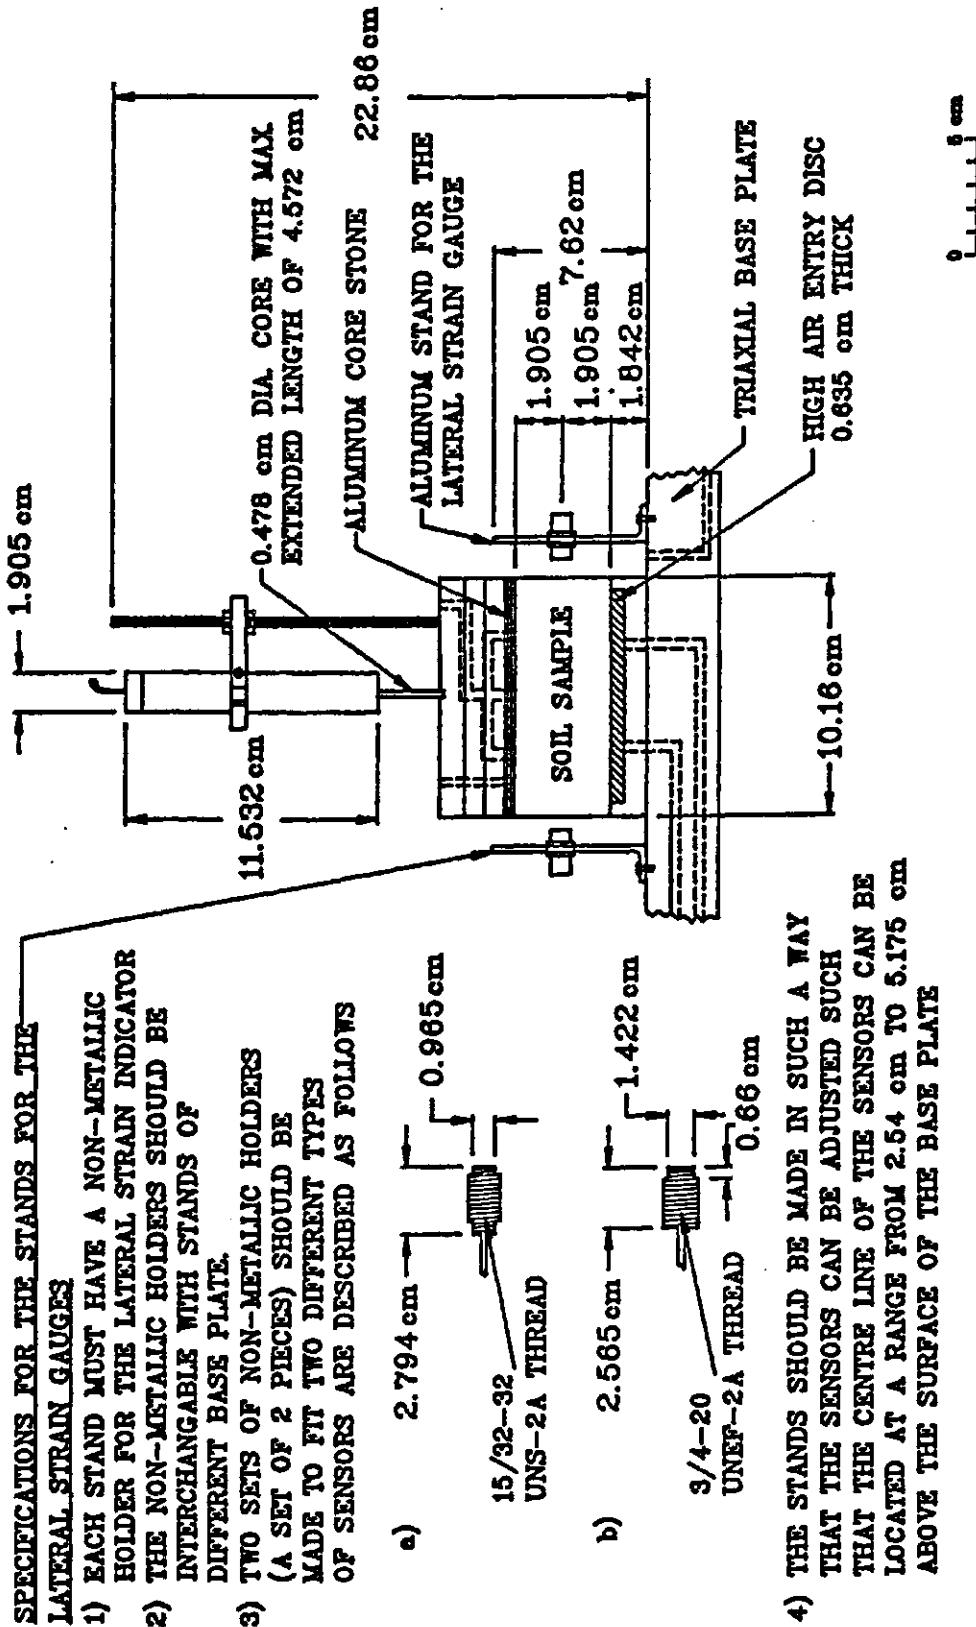 SPECIFICATIONS FOR THE STANDS FOR THE
LATERAL STRAIN GAUGES
1) EACH STAND MUST HAVE A NON-METALLIC
HOLDER FOR THE LATERAL STRAIN INDICATOR
2) THE NON-METALLIC HOLDERS SHOULD BE
INTERCHANGABLE WITH STANDS OF
DIFFERENT BASE PLATE.
3) TWO SETS OF NON-METALLIC HOLDERS
(A SET OF 2 PIECES) SHOULD BE
MADE TO FIT TWO DIFFERENT TYPES
OF SENSORS ARE DESCRIBED AS FOLLOWS
a)
2.794 cm
0.965 cm
15/32-32
UNS-2A THREAD
b)
2.565 cm
1.422 cm
0.66 cm
3/4-20
UNEF-2A THREAD
4) THE STANDS SHOULD BE MADE IN SUCH A WAY
THAT THE SENSORS CAN BE ADJUSTED SUCH
THAT THE CENTRE LINE OF THE SENSORS CAN BE
LOCATED AT A RANGE FROM 2.54 cm TO 5.175 cm
ABOVE THE SURFACE OF THE BASE PLATE
1.905 cm
11.532 cm
0.478 cm DIA. CORE WITH MAX.
EXTENDED LENGTH OF 4.572 cm
ALUMINUM CORE STONE
22.86 cm
ALUMINUM STAND FOR THE
LATERAL STRAIN GAUGE
SOIL SAMPLE
1.905 cm
7.62 cm
1.905 cm
1.842 cm
10.16 cm
TRIAXIAL BASE PLATE
HIGH AIR ENTRY DISC
0.635 cm THICK
0 5 cm